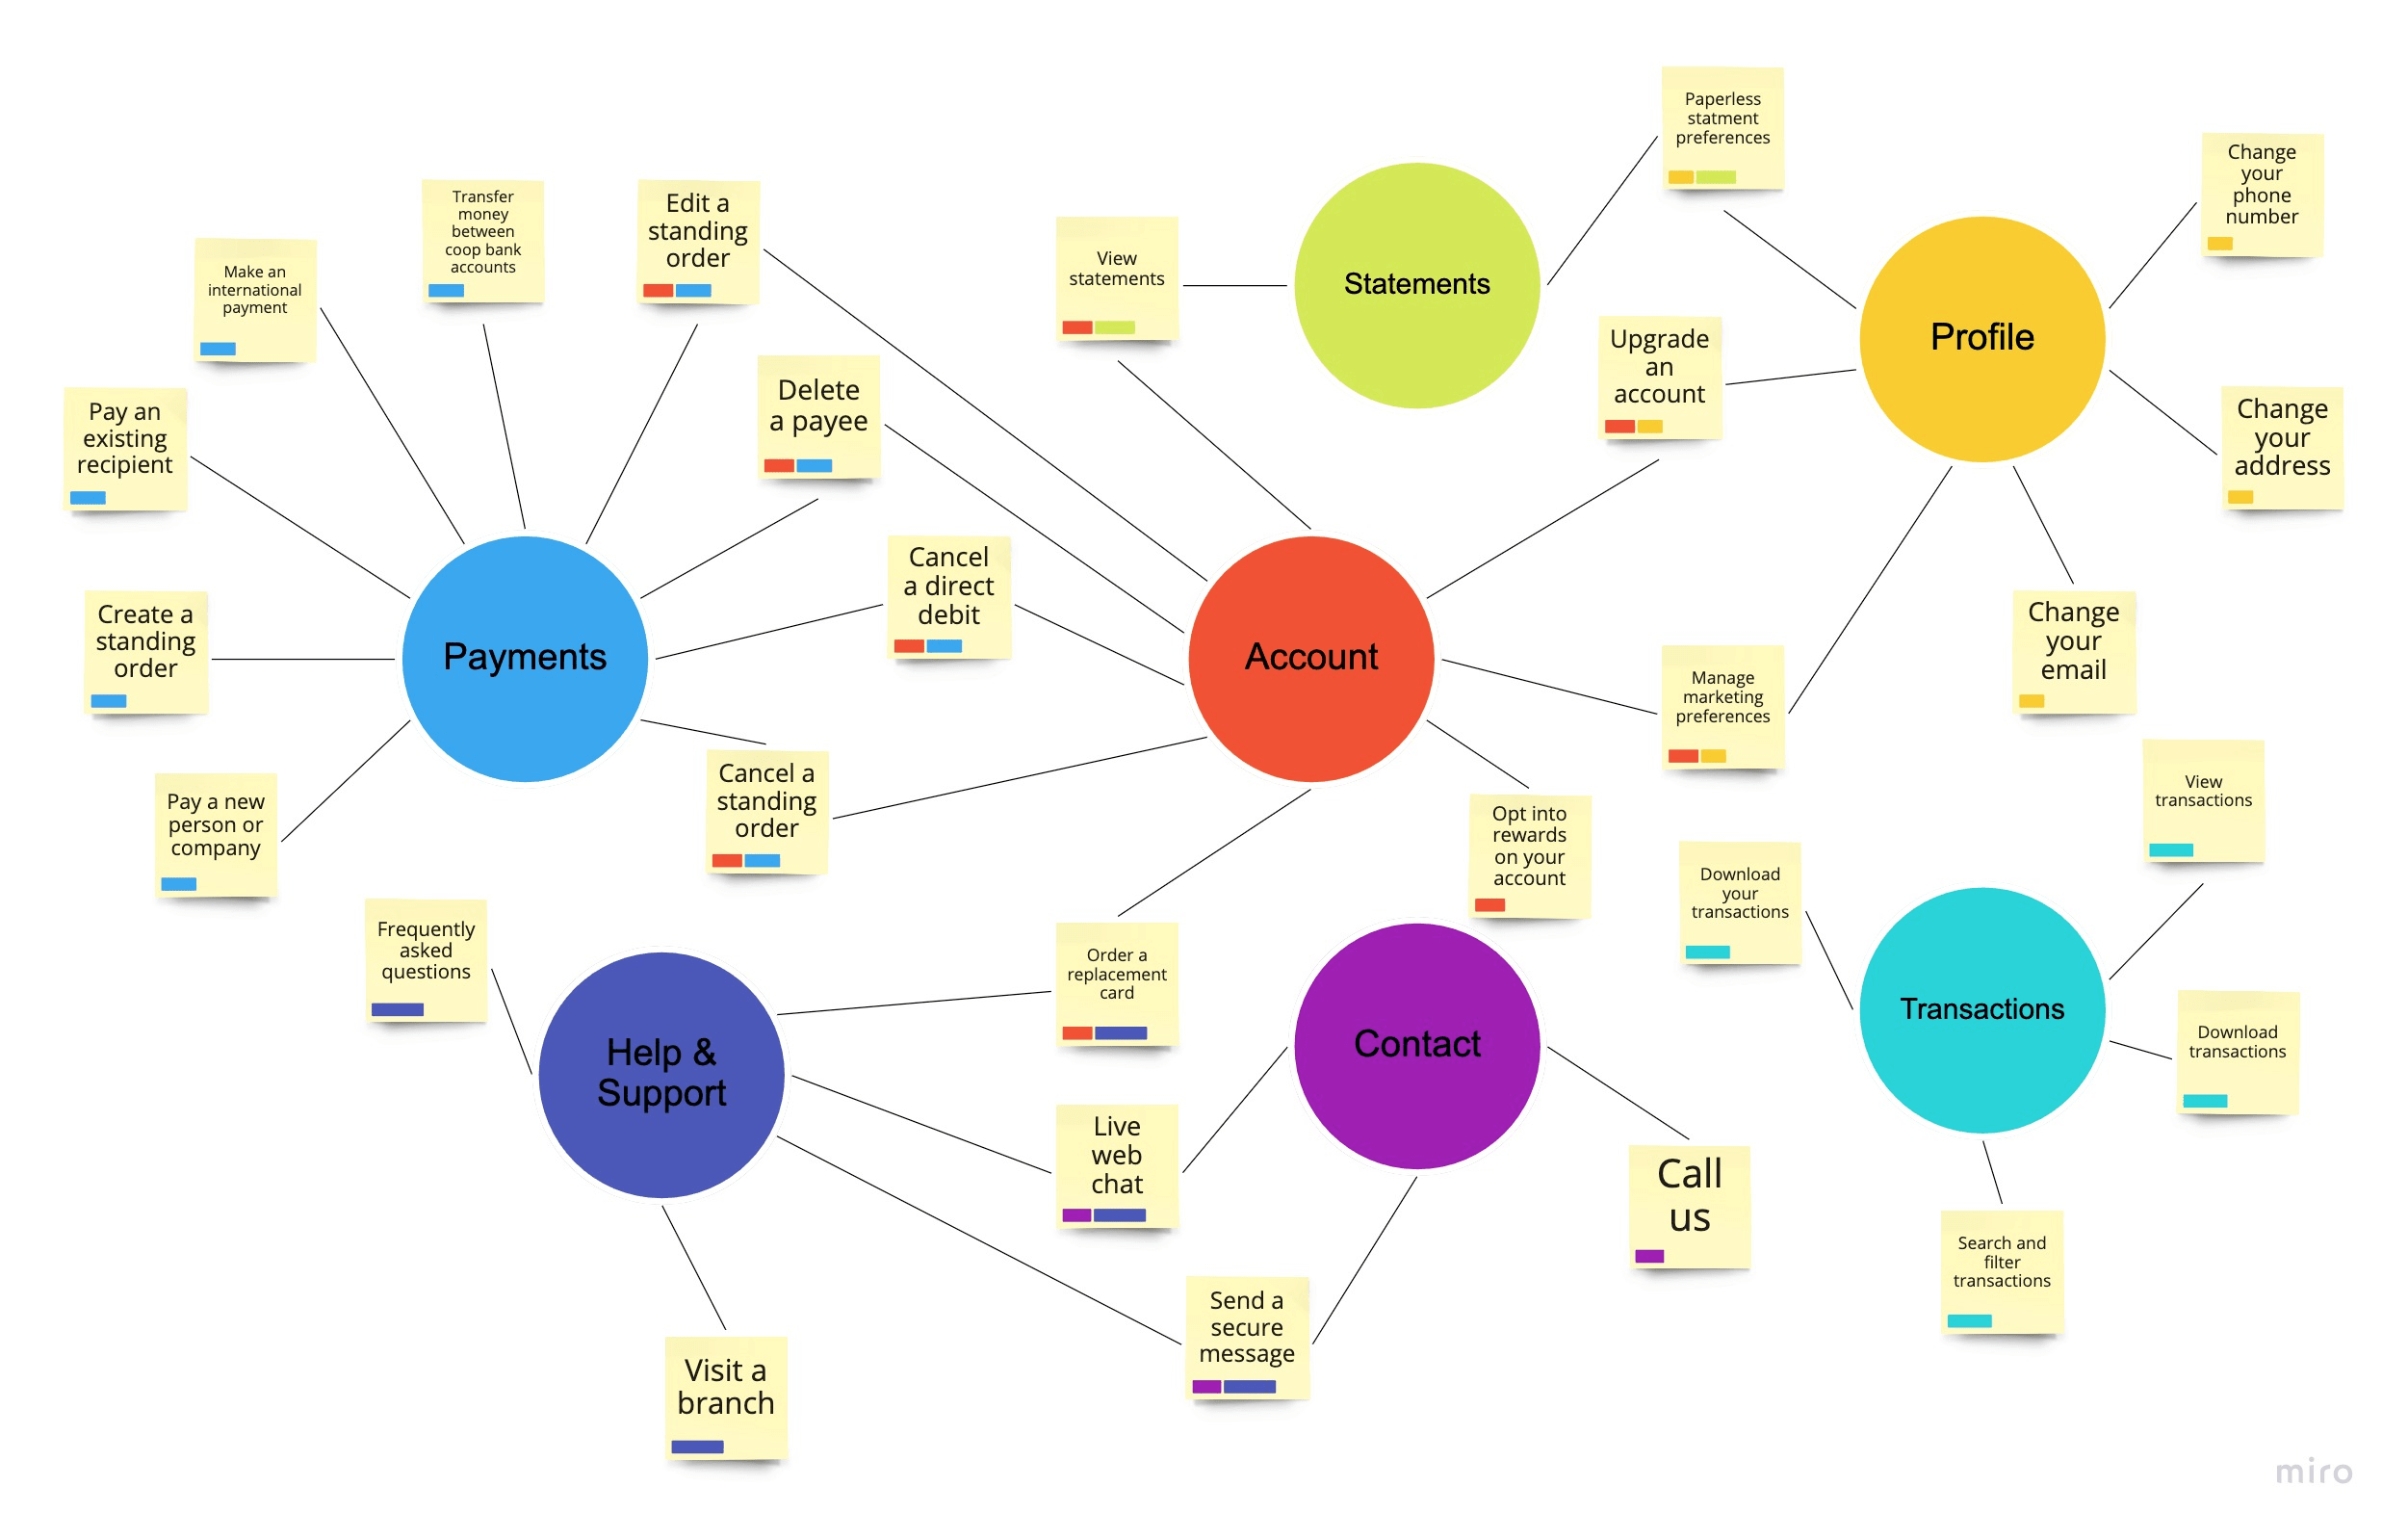 Paperless
statment
preferences
Change
your
phone
number
Transfer
money
between
coop bank
accounts
Edit a
standing
order
Make an
international
payment
View
statements
Statements
Profile
Upgrade
an
account
Delete
a payee
Pay an
existing
recipient
Change
your
address
Cancel
a direct
debit
Create a
standing
order
Payments
Account
Change
your
email
Manage
marketing
preferences
Cancel a
standing
order
Pay a new
person or
company
Opt into
rewards
on your
account
View
transactions
Download
your
transactions
Frequently
asked
questions
Order a
replacement
card
Transactions
Help &
Support
Contact
Download
transactions
Live
web
chat
Call
us
Search and
filter
transactions
Send a
secure
message
Visit a
branch
miro